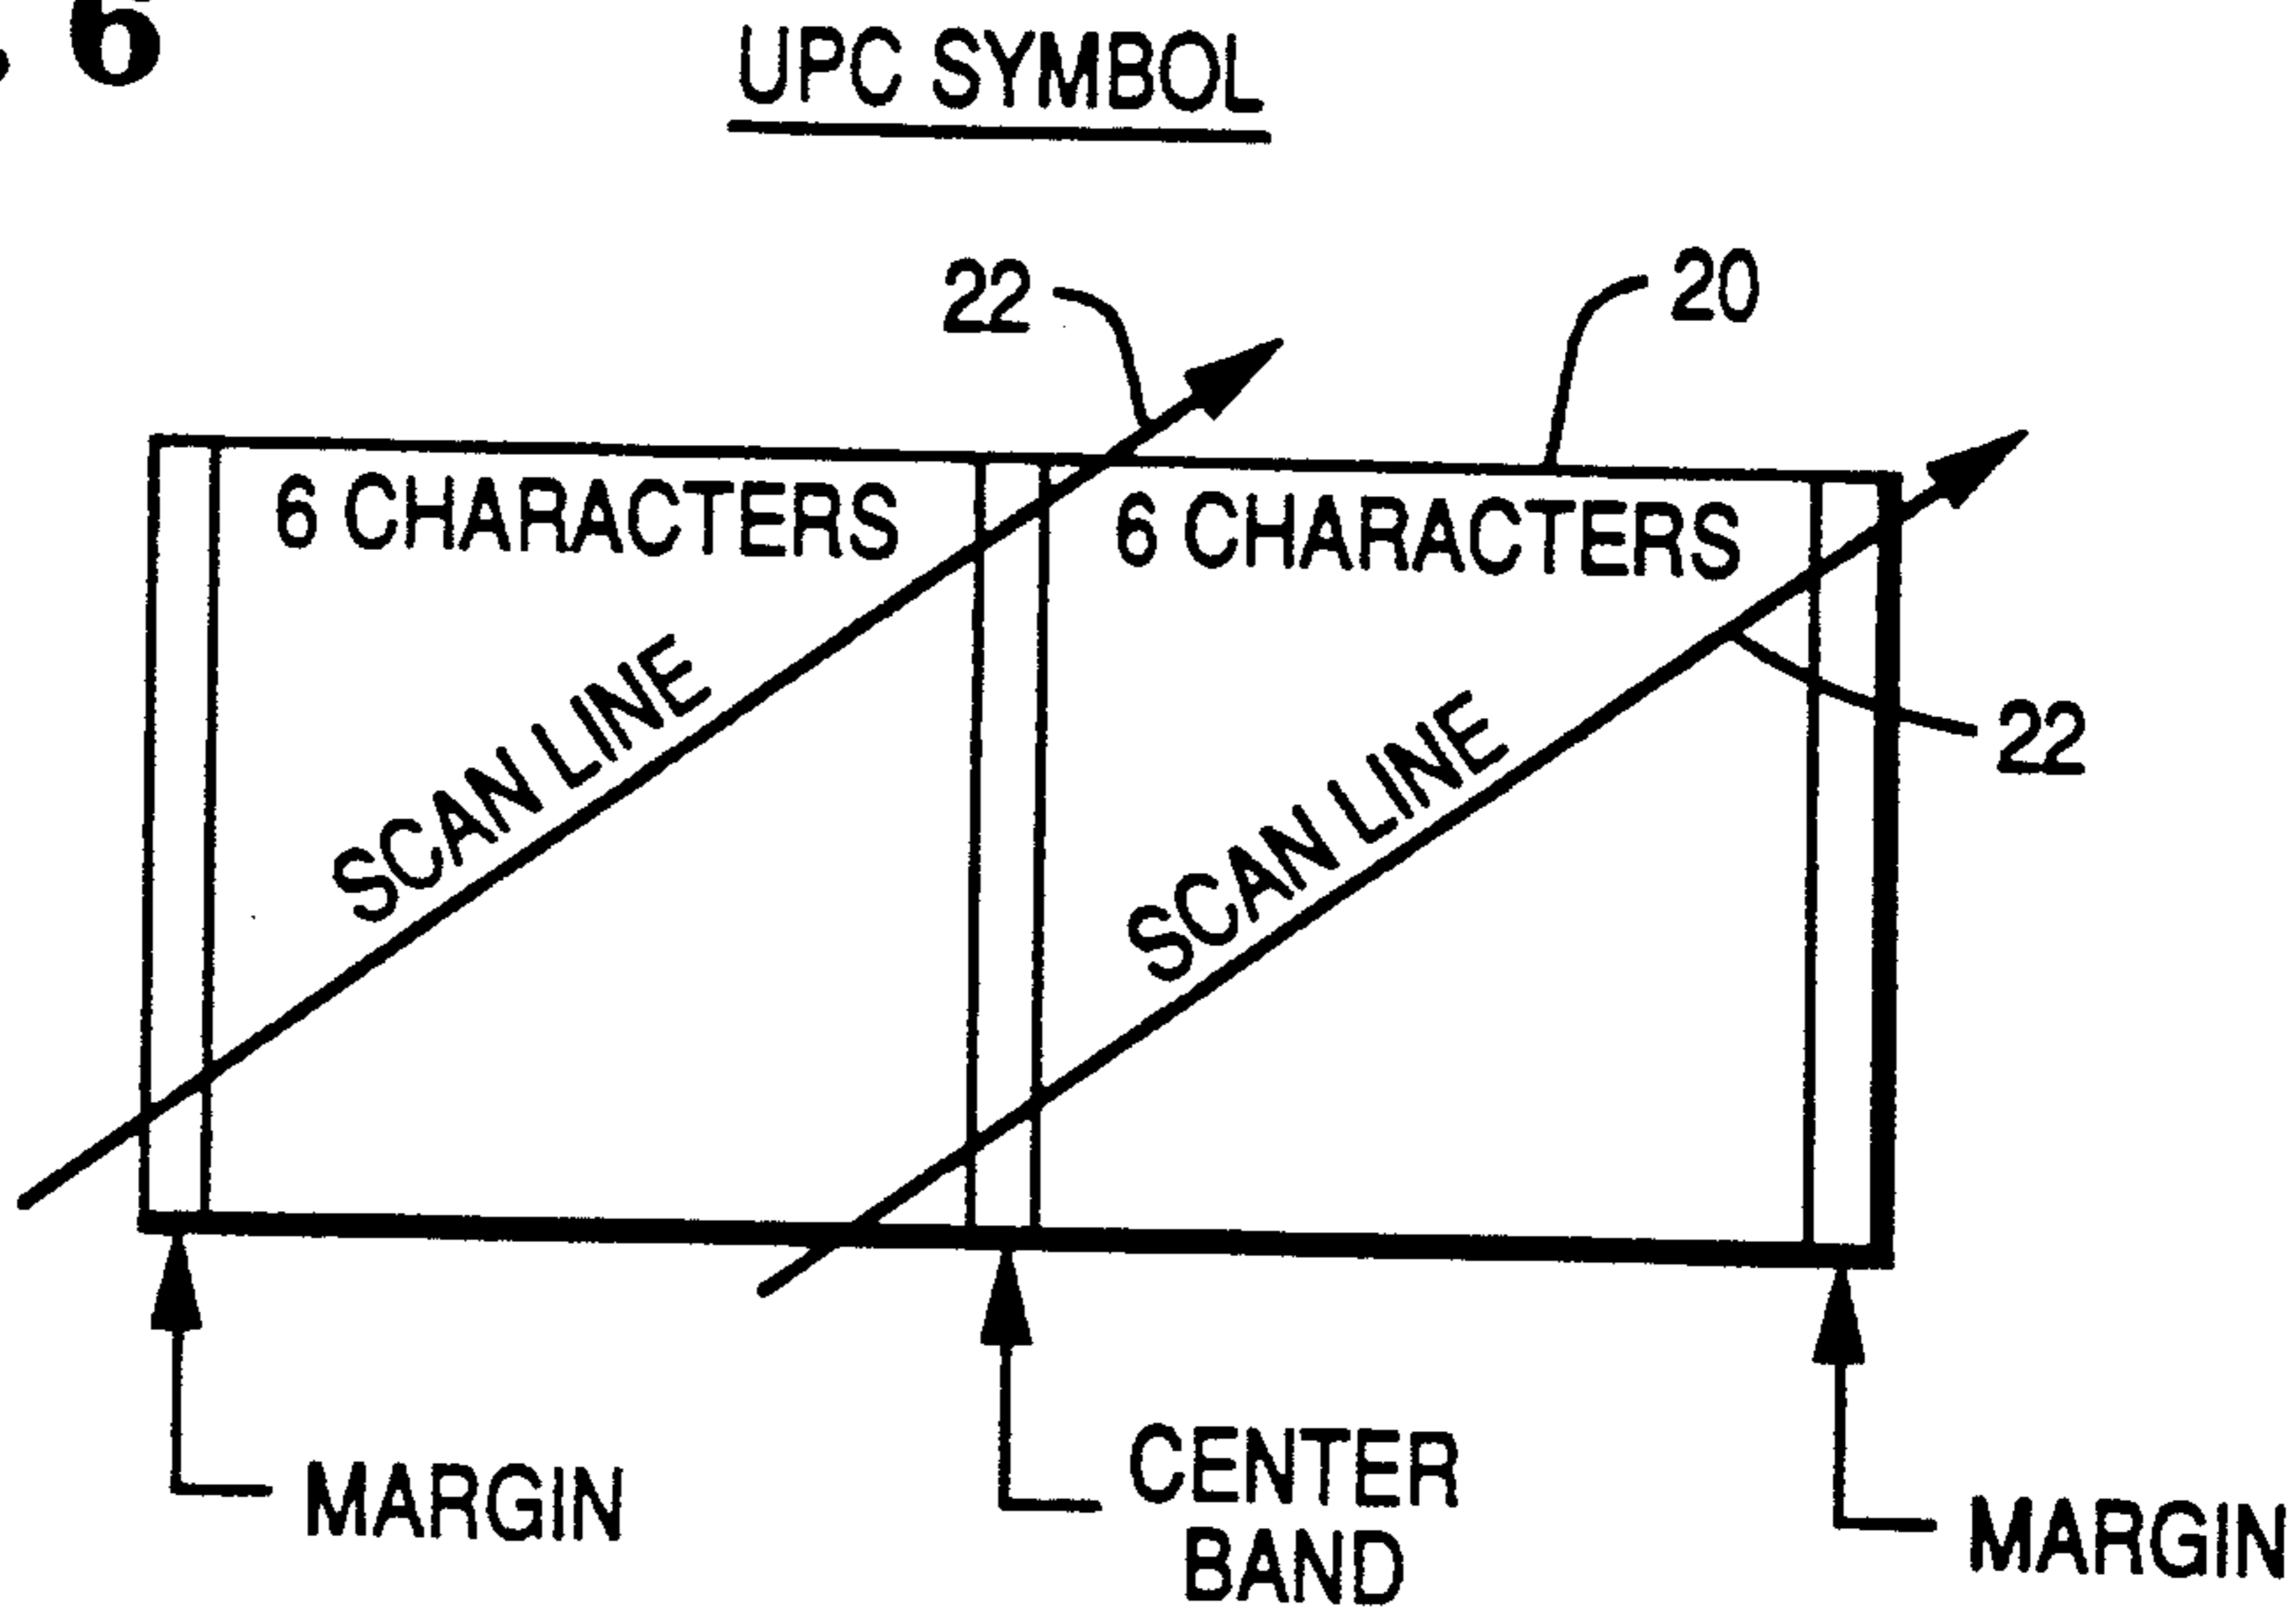 . 6
UPC SYMBOL
22
20
6 CHARACTERS
6 CHARACTERS
SCAN LINE
SCAN LINE
22
MARGIN
CENTER
BAND
MARGIN